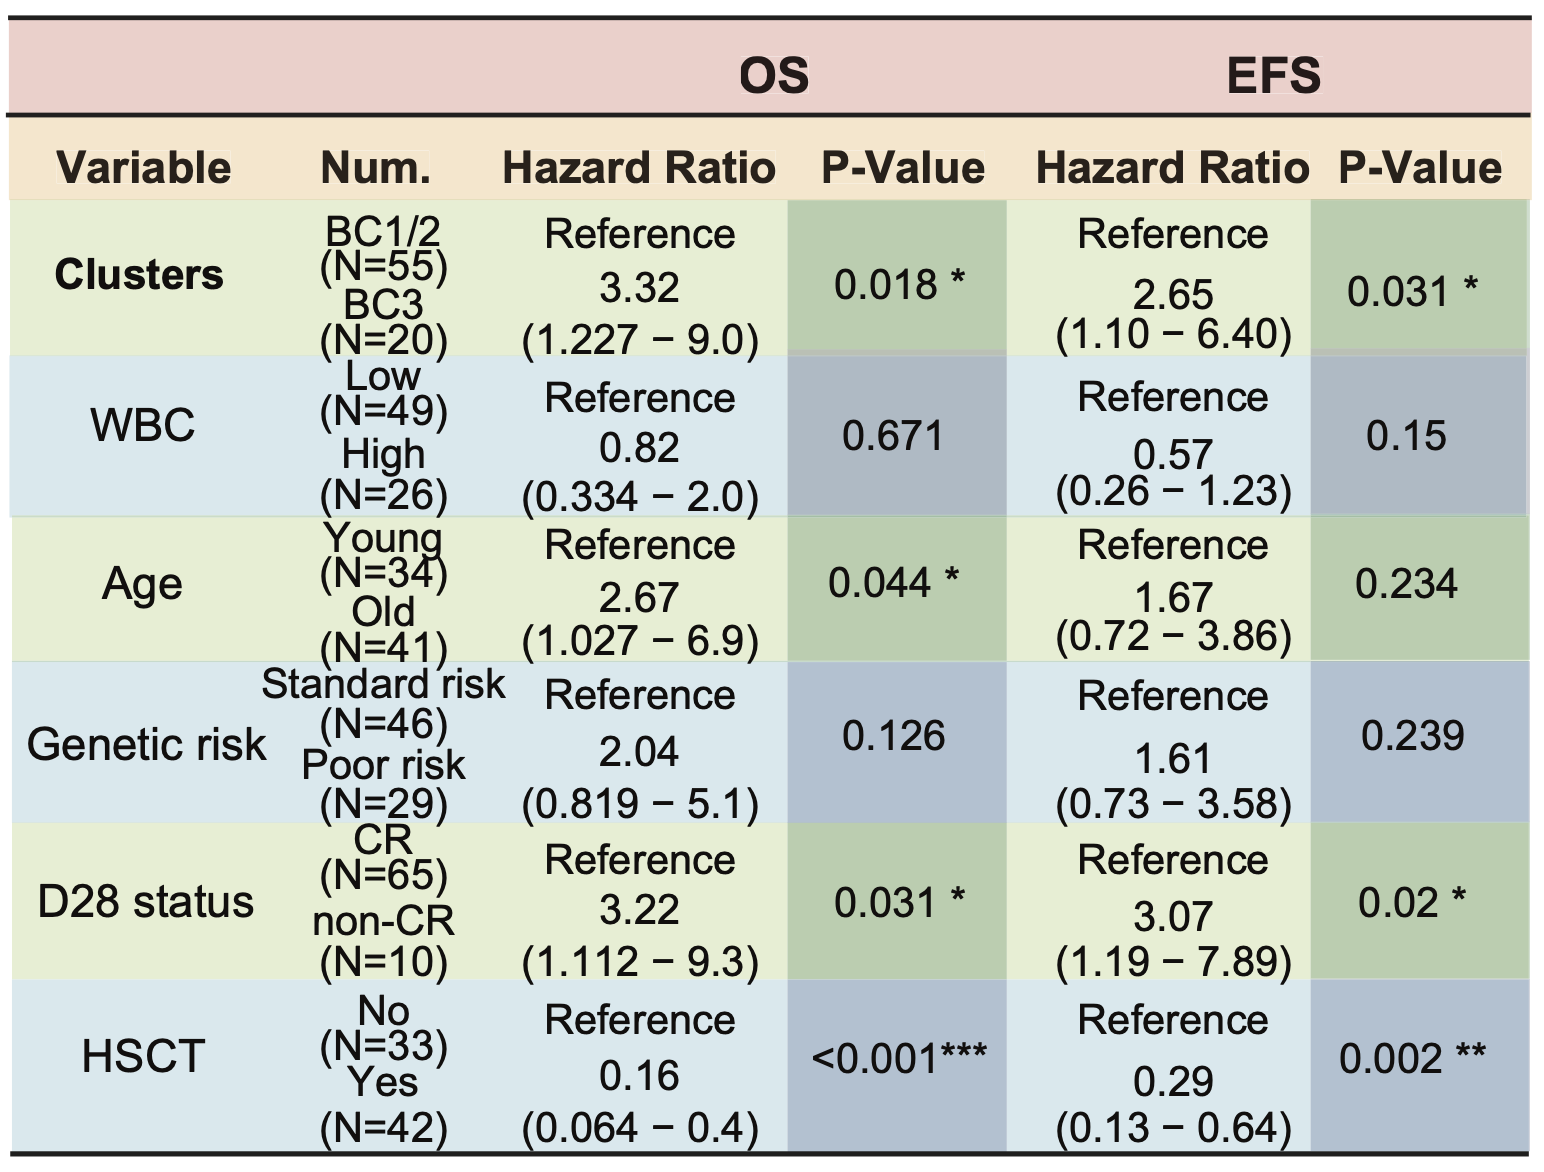 OS EFS
Variable Num. Hazard Ratio P-Value Hazard Ratio P-Value
Clusters
BC1/2
(N=55)
BC3
(N=20)
Reference
3.32
(1.227 − 9.0)
0.018 *
Reference
2.65
(1.10 − 6.40)
0.031 *
WBC
Low
(N=49)
High
(N=26)
Reference
0.82
(0.334 − 2.0)
0.671
Reference
0.57
(0.26 − 1.23)
0.15
Age
Young
(N=34)
Old
(N=41)
Reference
2.67
(1.027 − 6.9)
0.044 *
Reference
1.67
(0.72 − 3.86)
0.234
Genetic risk
Standard risk
(N=46)
Poor risk
(N=29)
Reference
2.04
(0.819 − 5.1)
0.126
Reference
1.61
(0.73 − 3.58)
0.239
D28 status
CR
(N=65)
non-CR
(N=10)
Reference
3.22
(1.112 − 9.3)
0.031 *
Reference
3.07
(1.19 − 7.89)
0.02 *
HSCT
No
(N=33)
Yes
(N=42)
Reference
0.16
(0.064 − 0.4)
<0.001***
Reference
0.29
(0.13 − 0.64)
0.002 **